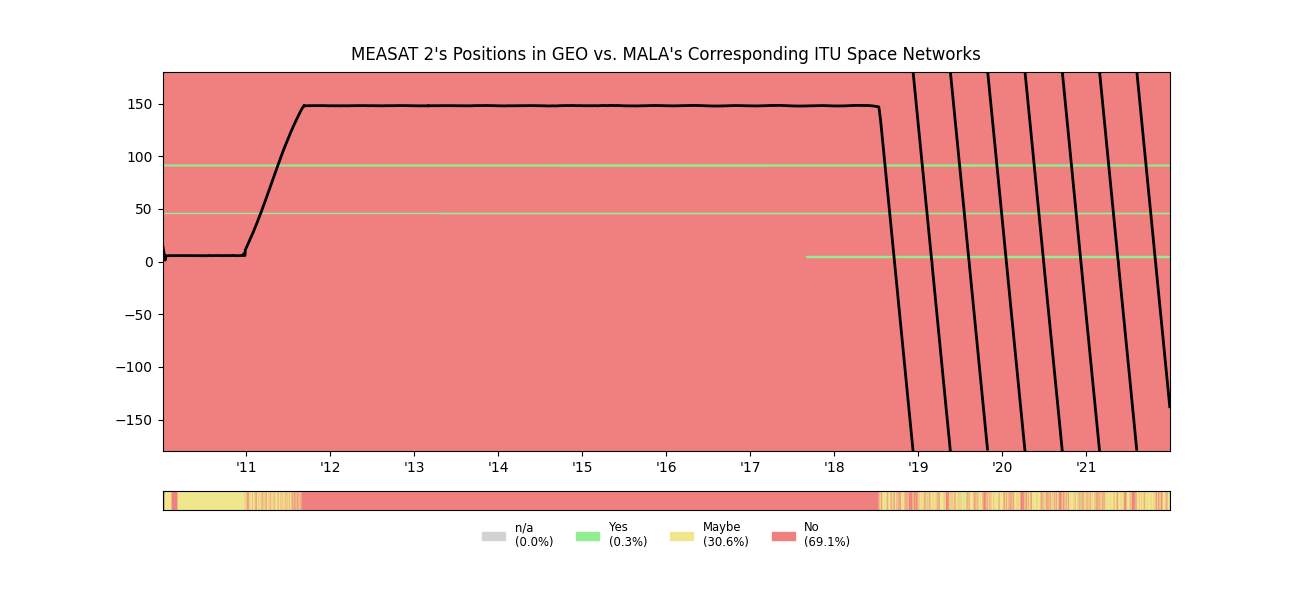 MEASAT 2's Positions in GEO vs. MALA's Corresponding ITU Space Networks
150
100
50
0
−50
−100
−150
'11 '12 '13 '14 '15 '16 '17 '18 '19 '20 '21
n/a Yes Maybe No
(0.0%) (0.3%) (30.6%) (69.1%)